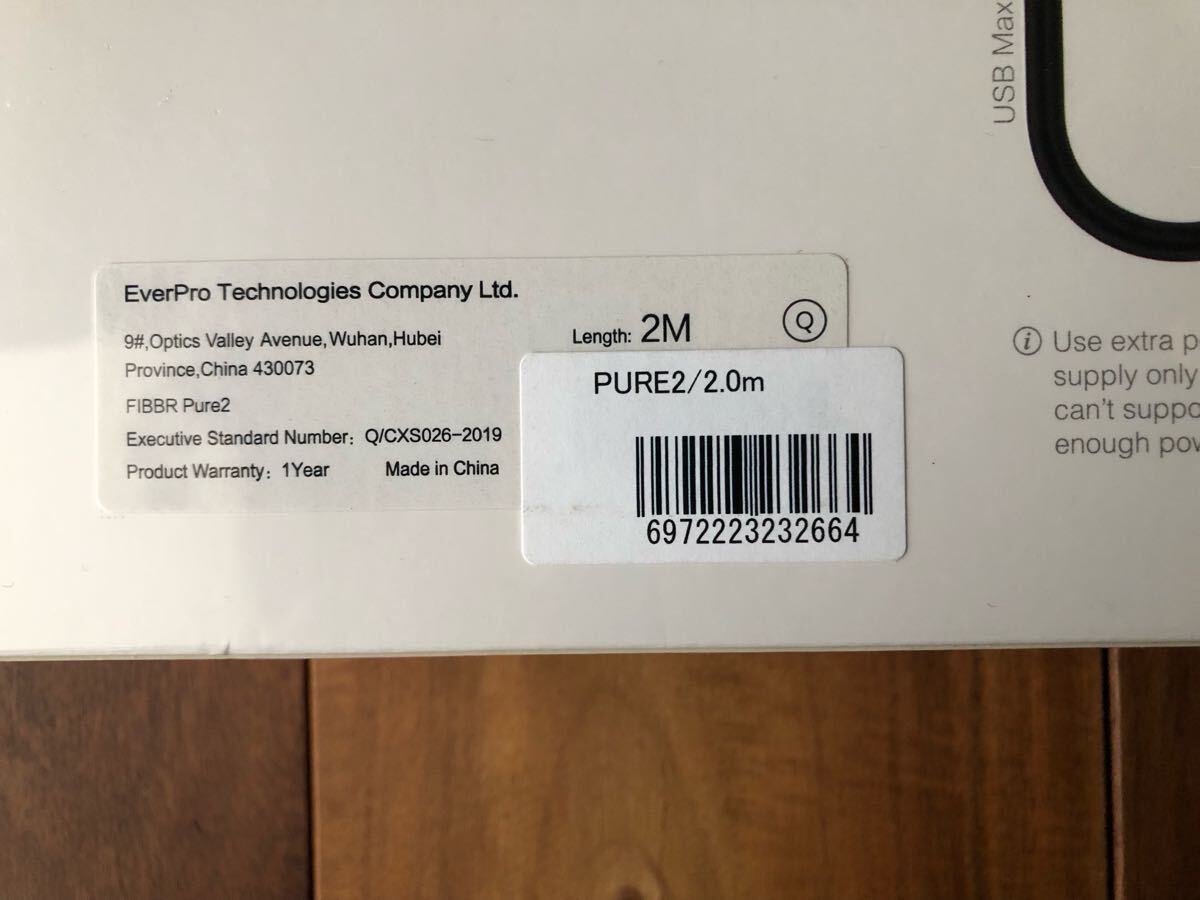 USB Max
EverPro Technologies Company Ltd.
9#,Optics Valley Avenue,Wuhan,Hubei
Province,China 430073
FIBBR Pure2
Executive Standard Number: Q/CXS026-2019
Product Warranty: 1Year Made in China
Length: 2M
Q
PURE2/2.0m
6972223232664
i Use extra
supply only
can't
enough